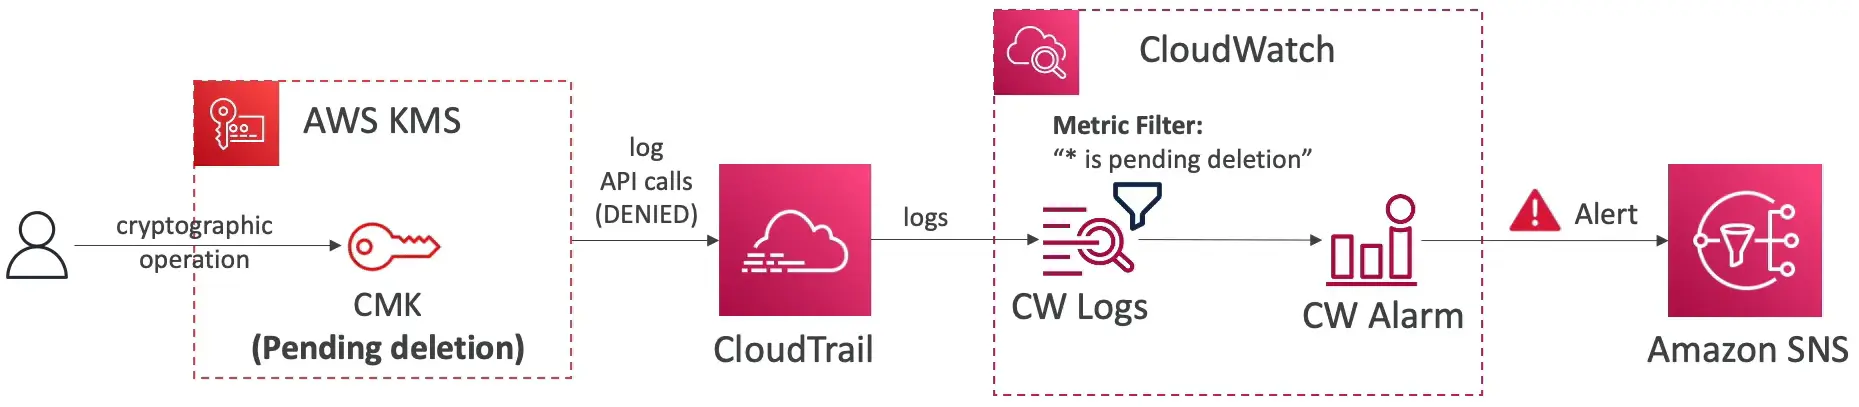 cryptographic
operation
AWS KMS
CMK
(Pending deletion)
log
API calls
(DENIED)
CloudTrail
logs
CloudWatch
Metric Filter:
“* is pending deletion”
CW Logs
CW Alarm
Alert
Amazon SNS